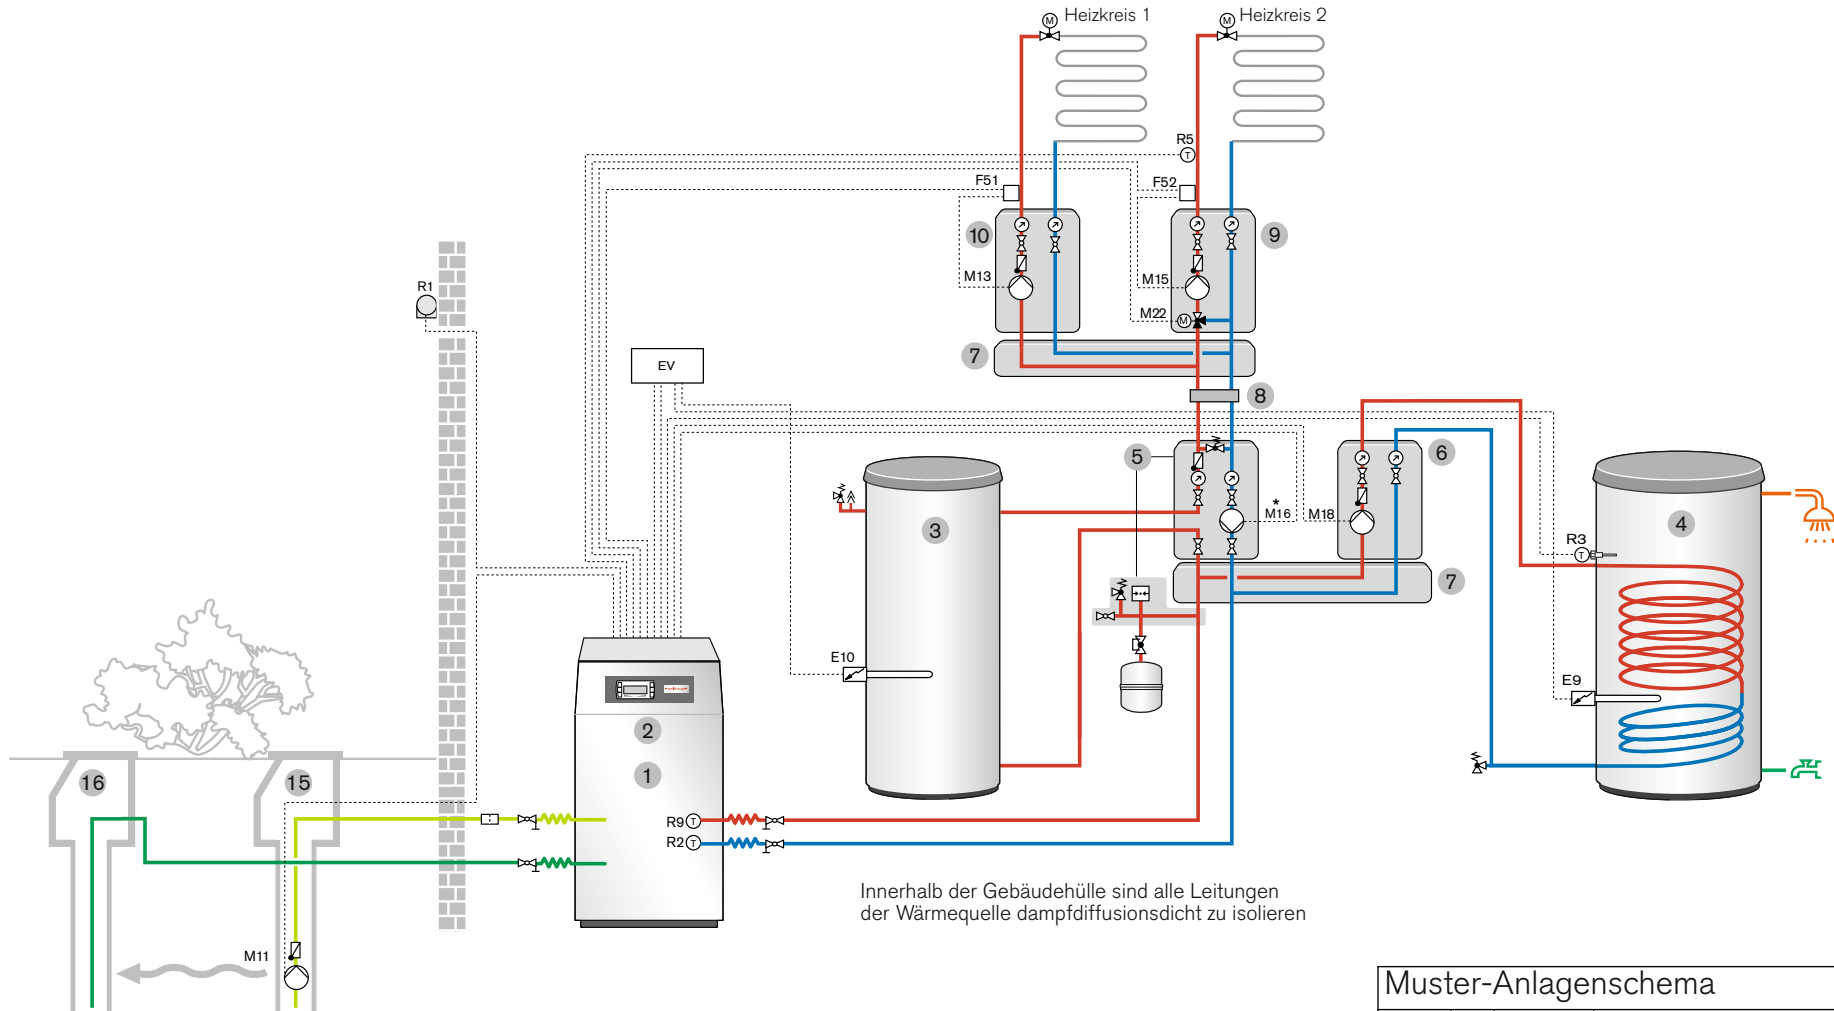 Heizkreis 1
Heizkreis 2
M
M
R5
T
F51
F52
10
9
M13
M15
R1
M22
M
7
EV
8
5
6
*
M16
M18
3
4
R3
T
7
E10
E9
2
1
16
15
R9 T
R2 T
Innerhalb der Gebäudehülle sind alle Leitungen
der Wärmequelle dampfdiffusionsdicht zu isolieren
M11
Muster-Anlagenschema